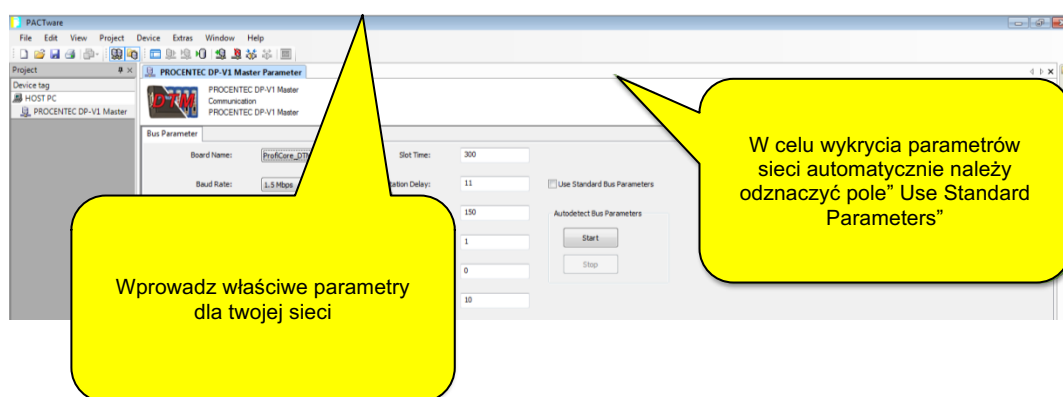 PACTware
File Edit View Project Device Extras Window Help
Project
PROCENTEC DP-V1 Master Parameter
Device tag
HOST PC
PROCENTEC DP-V1 Master
DTM
PROCENTEC DP-V1 Master
Communication
PROCENTEC DP-V1 Master
Bus Parameter
Board Name: ProfiCore_DTM Slot Time: 300
Baud Rate: 1.5 Mbps Delay: 11 Use Standard Bus Parameters
150 Autodetect Bus Parameters
1 Start
0 Stop
10
W celu wykrycia parametrów
sieci automatycznie należy
odznaczyć pole” Use Standard
Parameters”
Wprowadz właściwe parametry
dla twojej sieci